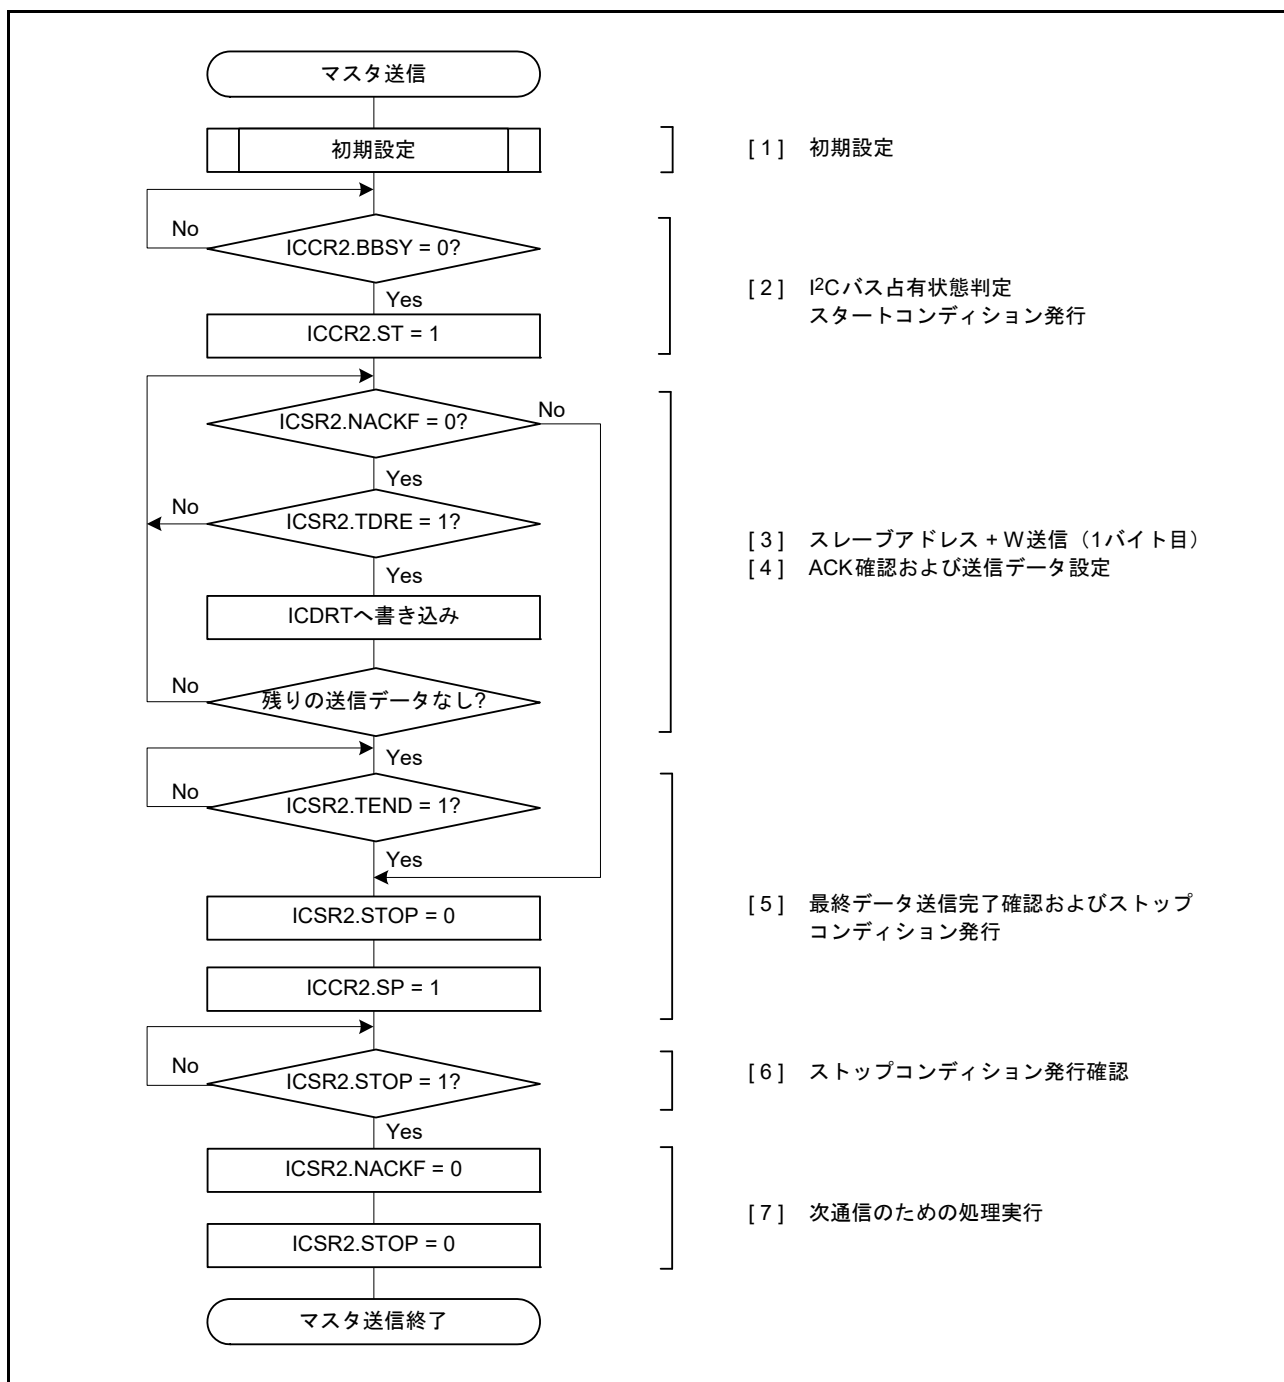 マスタ送信
初期設定
[ 1 ] 初期設定
No
ICCR2.BBSY = 0?
Yes
[ 2 ] I²Cバス占有状態判定
スタートコンディション発行
ICCR2.ST = 1
ICSR2.NACKF = 0?
No
Yes
No
ICSR2.TDRE = 1?
Yes
[ 3 ] スレーブアドレス + W送信（1バイト目）
[ 4 ] ACK確認および送信データ設定
ICDRTへ書き込み
No
残りの送信データなし?
Yes
No
ICSR2.TEND = 1?
Yes
ICSR2.STOP = 0
[ 5 ] 最終データ送信完了確認およびストップ
コンディション発行
ICCR2.SP = 1
No
ICSR2.STOP = 1?
[ 6 ] ストップコンディション発行確認
Yes
ICSR2.NACKF = 0
[ 7 ] 次通信のための処理実行
ICSR2.STOP = 0
マスタ送信終了